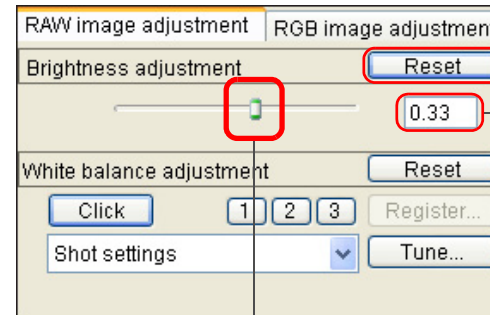 RAW image adjustment RGB image adjustmen
Brightness adjustment Reset
0.33
White balance adjustment Reset
Click 1 2 3 Register...
Shot settings Tune...